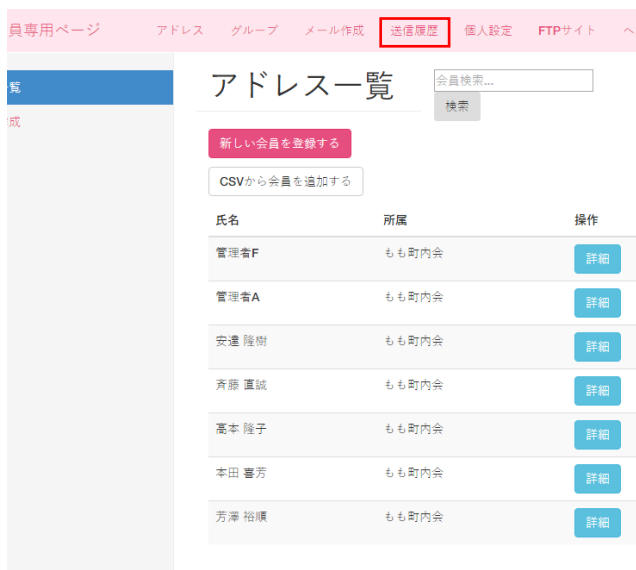 員専用ページ アドレス グループ メール作成 送信履歴 個人設定 FTPサイト ヘ
覧
成
アドレス一覧
会員検索...
検索
新しい会員を登録する
CSVから会員を追加する
氏名 所属 操作
管理者F もも町内会 詳細
管理者A もも町内会 詳細
安達 隆樹 もも町内会 詳細
斉藤 直誠 もも町内会 詳細
高本 隆子 もも町内会 詳細
本田 喜芳 もも町内会 詳細
芳澤 裕順 もも町内会 詳細